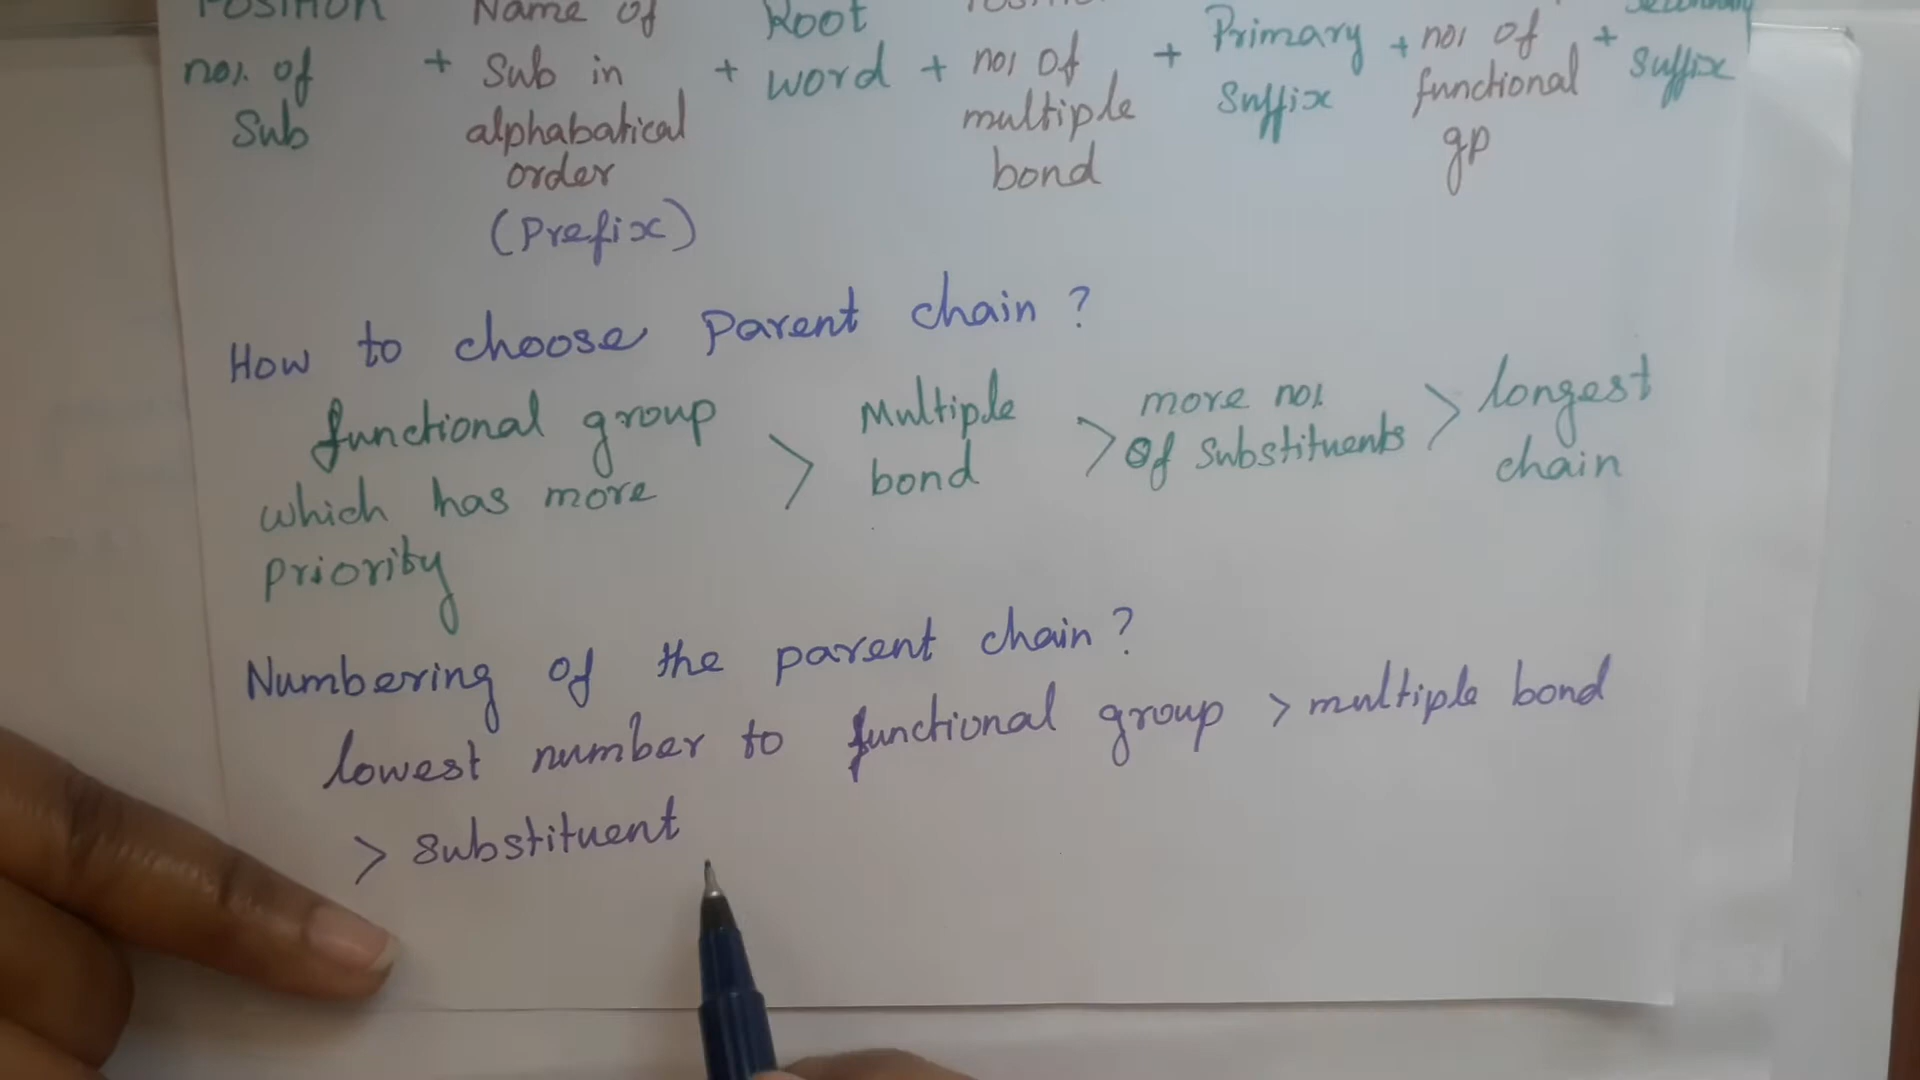 Position Name of Root Primary no. of Secondary
no. of + Sub in + word + no. of + suffix + functional + suffix
Sub alphabatical multiple gp
order bond
(Prefix)
How to choose Parent chain ?
functional group > Multiple > more no. > longest
which has more bond of substituents chain
priority
Numbering of the parent chain ?
lowest number to functional group > multiple bond
> substituent